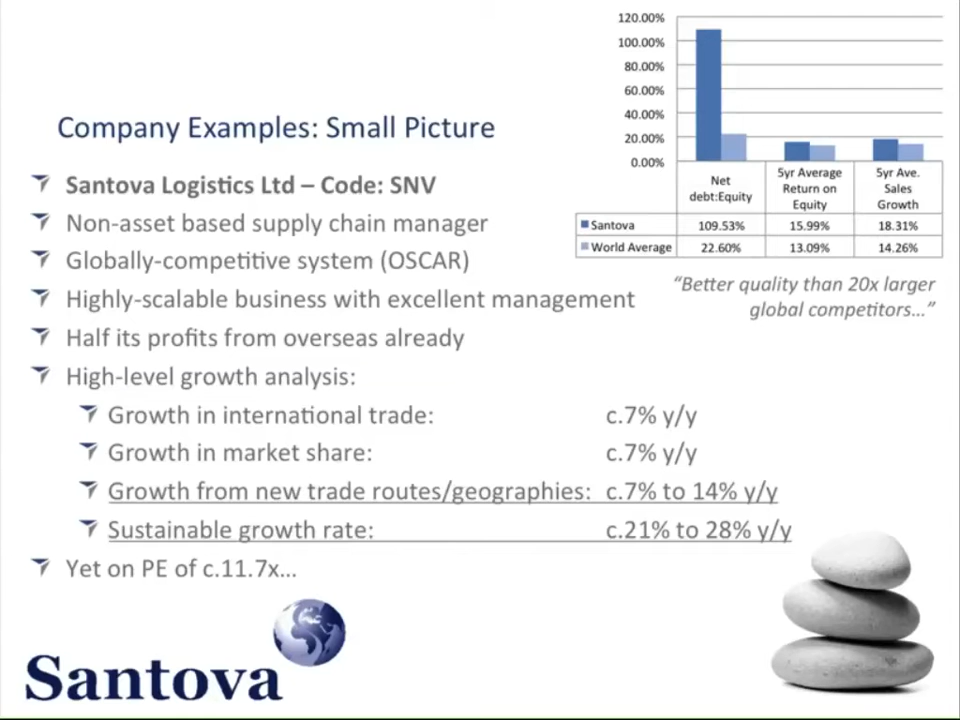 120.00%
100.00%
80.00%
60.00%
40.00%
20.00%
0.00%
Net debt:Equity
5yr Average Return on Equity
5yr Ave. Sales Growth
Santova 109.53% 15.99% 18.31%
World Average 22.60% 13.09% 14.26%
Company Examples: Small Picture
Santova Logistics Ltd – Code: SNV
Non-asset based supply chain manager
Globally-competitive system (OSCAR)
Highly-scalable business with excellent management
"Better quality than 20x larger
global competitors…"
Half its profits from overseas already
High-level growth analysis:
Growth in international trade: c.7% y/y
Growth in market share: c.7% y/y
Growth from new trade routes/geographies: c.7% to 14% y/y
Sustainable growth rate: c.21% to 28% y/y
Yet on PE of c.11.7x…
Santova